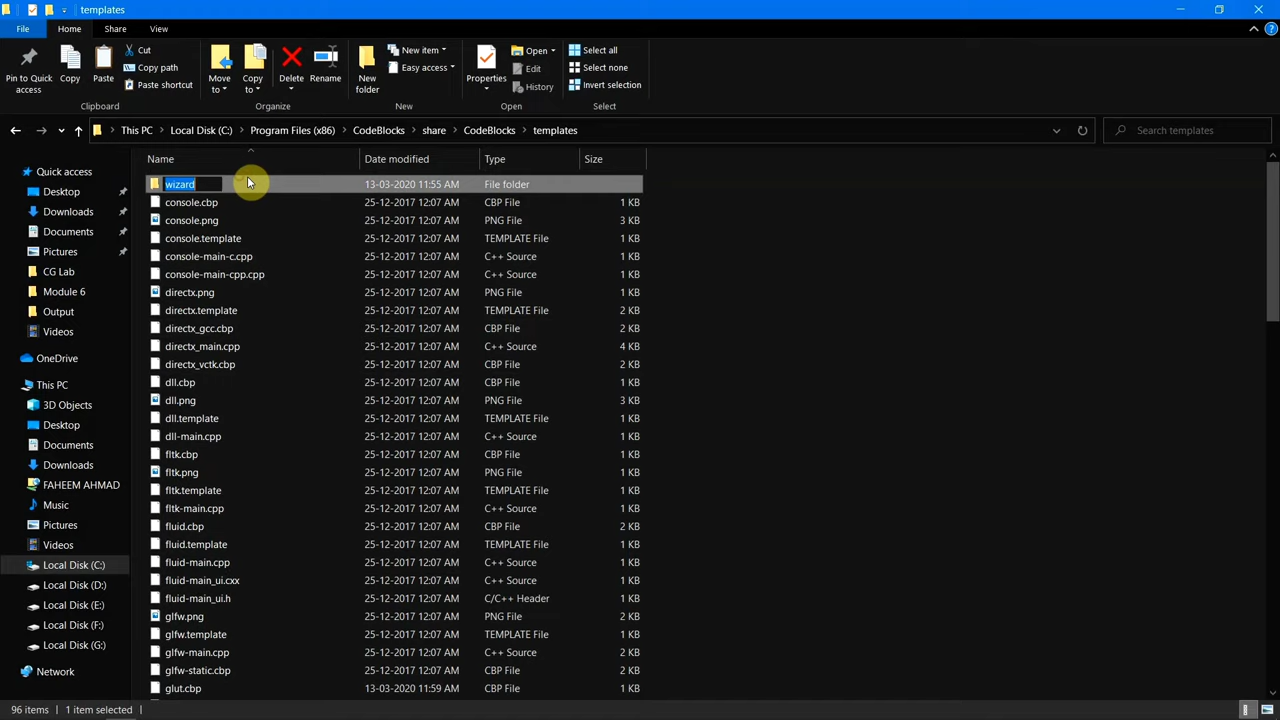 templates
File Home Share View
Pin to Quick access
Copy
Paste
Cut
Copy path
Paste shortcut
Clipboard
Move to
Copy to
Delete
Rename
Organize
New folder
New item
Easy access
New
Properties
Open
Edit
History
Open
Select all
Select none
Invert selection
Select
This PC Local Disk (C:) Program Files (x86) CodeBlocks share CodeBlocks templates
Search templates
Quick access
Desktop
Downloads
Documents
Pictures
CG Lab
Module 6
Output
Videos
OneDrive
This PC
3D Objects
Desktop
Documents
Downloads
FAHEEM AHMAD
Music
Pictures
Videos
Local Disk (C:)
Local Disk (D:)
Local Disk (E:)
Local Disk (F:)
Local Disk (G:)
Network
Name Date modified Type Size
wizard 13-03-2020 11:55 AM File folder
console.cbp 25-12-2017 12:07 AM CBP File 1 KB
console.png 25-12-2017 12:07 AM PNG File 3 KB
console.template 25-12-2017 12:07 AM TEMPLATE File 1 KB
console-main-c.cpp 25-12-2017 12:07 AM C++ Source 1 KB
console-main-cpp.cpp 25-12-2017 12:07 AM C++ Source 1 KB
directx.png 25-12-2017 12:07 AM PNG File 1 KB
directx.template 25-12-2017 12:07 AM TEMPLATE File 2 KB
directx_gcc.cbp 25-12-2017 12:07 AM CBP File 2 KB
directx_main.cpp 25-12-2017 12:07 AM C++ Source 4 KB
directx_vctk.cbp 25-12-2017 12:07 AM CBP File 2 KB
dll.cbp 25-12-2017 12:07 AM CBP File 1 KB
dll.png 25-12-2017 12:07 AM PNG File 3 KB
dll.template 25-12-2017 12:07 AM TEMPLATE File 1 KB
dll-main.cpp 25-12-2017 12:07 AM C++ Source 1 KB
fltk.cbp 25-12-2017 12:07 AM CBP File 1 KB
fltk.png 25-12-2017 12:07 AM PNG File 1 KB
fltk.template 25-12-2017 12:07 AM TEMPLATE File 1 KB
fltk-main.cpp 25-12-2017 12:07 AM C++ Source 1 KB
fluid.cbp 25-12-2017 12:07 AM CBP File 2 KB
fluid.template 25-12-2017 12:07 AM TEMPLATE File 1 KB
fluid-main.cpp 25-12-2017 12:07 AM C++ Source 1 KB
fluid-main_ui.cxx 25-12-2017 12:07 AM C++ Source 1 KB
fluid-main_ui.h 25-12-2017 12:07 AM C/C++ Header 1 KB
glfw.png 25-12-2017 12:07 AM PNG File 2 KB
glfw.template 25-12-2017 12:07 AM TEMPLATE File 1 KB
glfw-main.cpp 25-12-2017 12:07 AM C++ Source 2 KB
glfw-static.cbp 25-12-2017 12:07 AM CBP File 2 KB
glut.cbp 13-03-2020 11:59 AM CBP File 1 KB
96 items 1 item selected